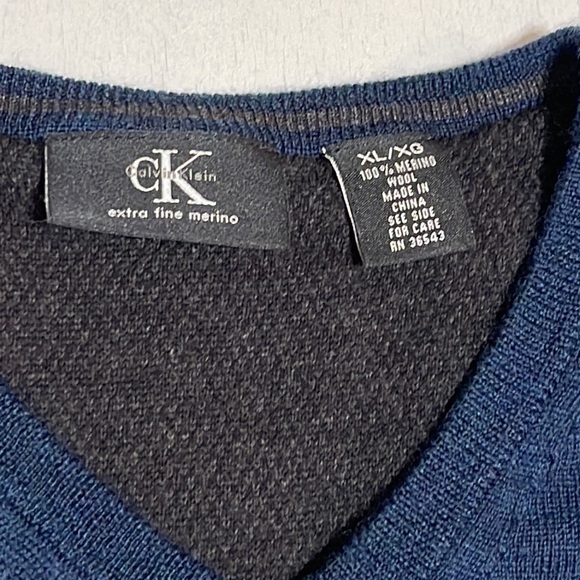 CK
Calvin Klein
extra fine merino
XL/XG
100% MERINO
WOOL
MADE IN
CHINA
SEE SIDE
FOR CARE
RN 36543